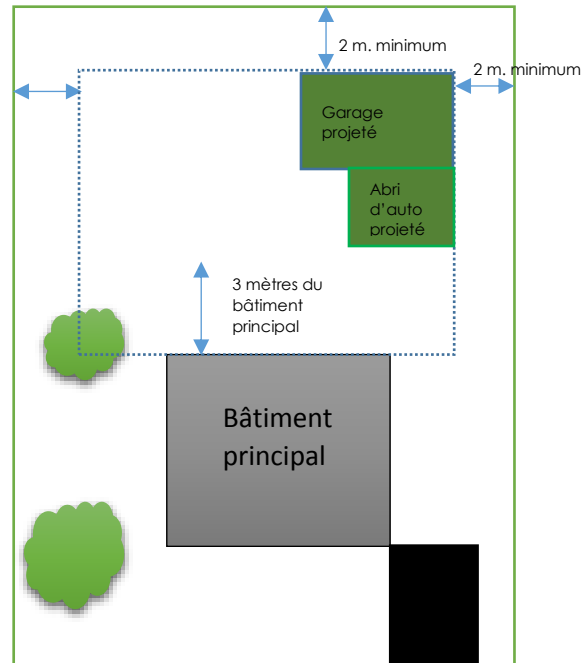 2 m. minimum
2 m. minimum
Garage
projeté
Abri
d'auto
projeté
3 mètres du
bâtiment
principal
Bâtiment
principal